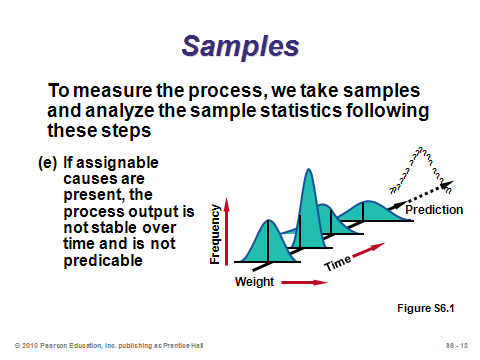 Samples
To measure the process, we take samples
and analyze the sample statistics following
these steps
(e) If assignable
causes are
present, the
process output is
not stable over
time and is not
predicable
Frequency
Weight
Time
????????????????
Prediction
Figure S6.1
© 2010 Pearson Education, Inc. publishing as Prentice Hall
S6 - 13